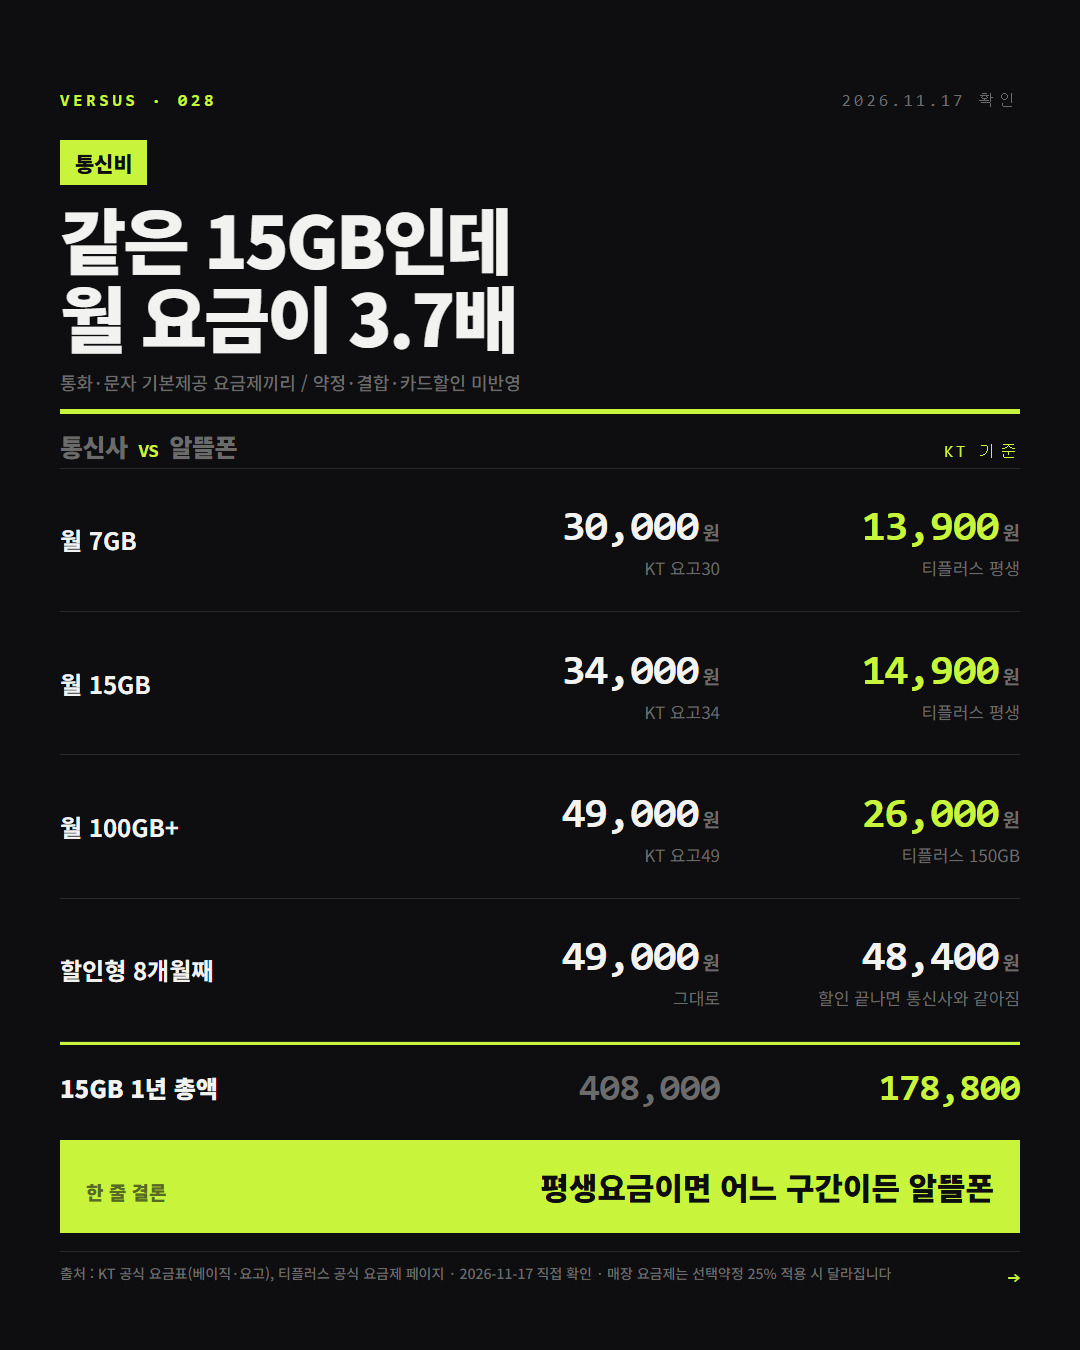 VERSUS · 028
2026.11.17 확인
통신비
같은 15GB인데
월 요금이 3.7배
통화·문자 기본제공 요금제끼리 / 약정·결합·카드할인 미반영
통신사 vs 알뜰폰
KT 기준
월 7GB
30,000원
13,900원
KT 요고30
티플러스 평생
월 15GB
34,000원
14,900원
KT 요고34
티플러스 평생
월 100GB+
49,000원
26,000원
KT 요고49
티플러스 150GB
할인형 8개월째
49,000원
48,400원
그대로
할인 끝나면 통신사와 같아짐
15GB 1년 총액
408,000
178,800
한 줄 결론
평생요금이면 어느 구간이든 알뜰폰
출처 : KT 공식 요금표(베이직·요고), 티플러스 공식 요금제 페이지 · 2026-11-17 직접 확인 · 매장 요금제는 선택약정 25% 적용 시 달라집니다
→